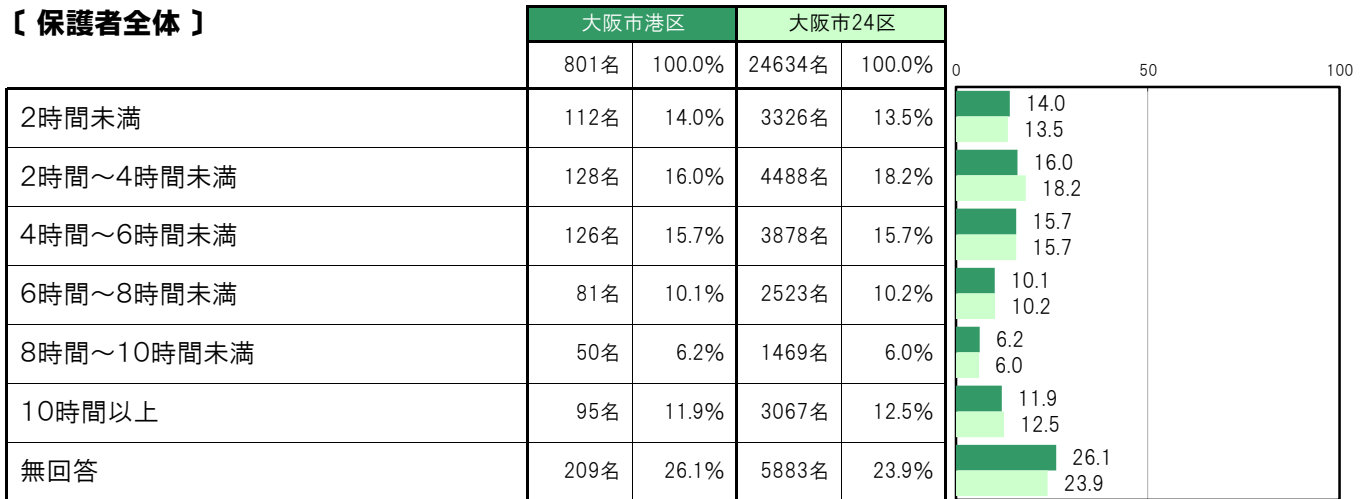 〔 保護者全体 〕
大阪市港区 大阪市24区
801名 100.0% 24634名 100.0%
0 50 100
2時間未満 112名 14.0% 3326名 13.5%
14.0
13.5
2時間～4時間未満 128名 16.0% 4488名 18.2%
16.0
18.2
4時間～6時間未満 126名 15.7% 3878名 15.7%
15.7
15.7
6時間～8時間未満 81名 10.1% 2523名 10.2%
10.1
10.2
8時間～10時間未満 50名 6.2% 1469名 6.0%
6.2
6.0
10時間以上 95名 11.9% 3067名 12.5%
11.9
12.5
無回答 209名 26.1% 5883名 23.9%
26.1
23.9